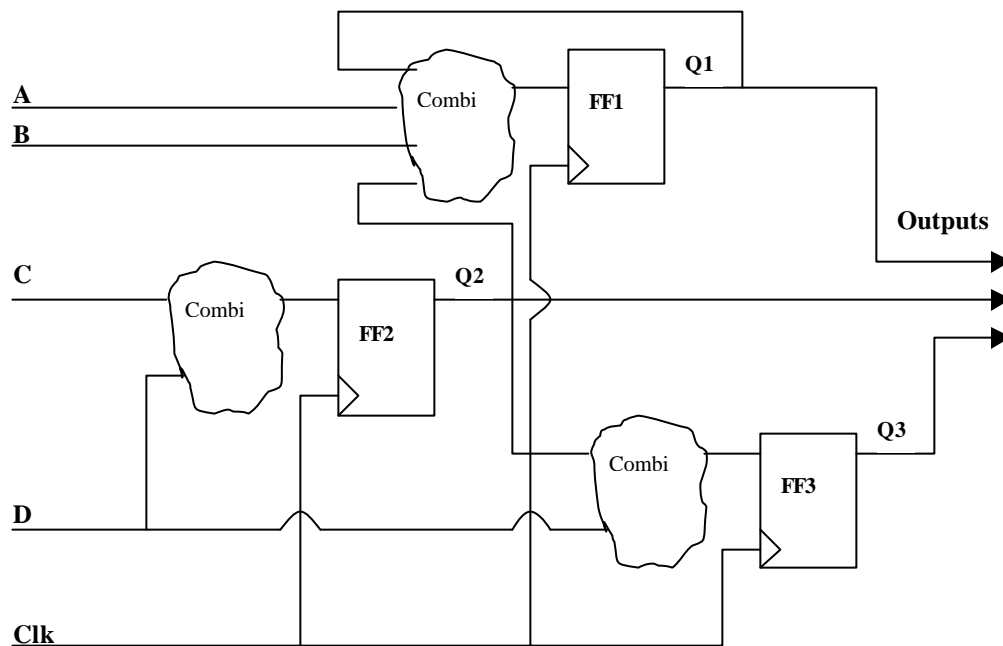 Q1
Combi
A
FF1
B
Outputs
C
Q2
Combi
FF2
Q3
Combi
FF3
D
Clk